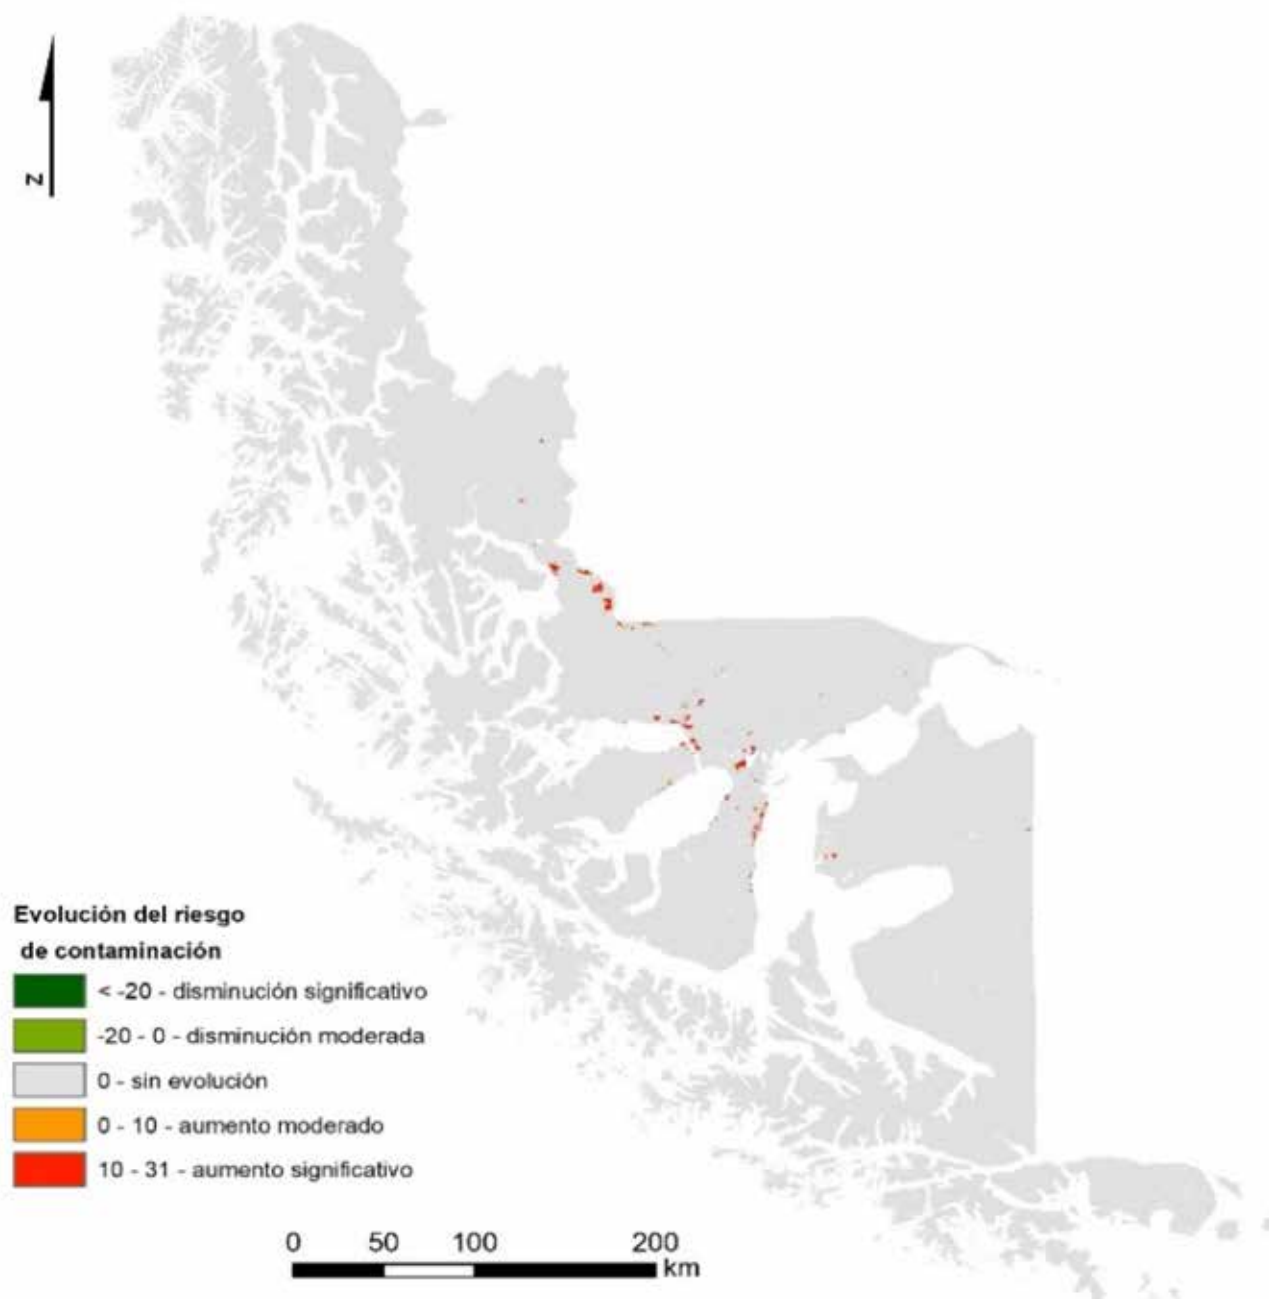 N
Evolución del riesgo
de contaminación
< -20 - disminución significativo
-20 - 0 - disminución moderada
0 - sin evolución
0 - 10 - aumento moderado
10 - 31 - aumento significativo
0 50 100 200
km